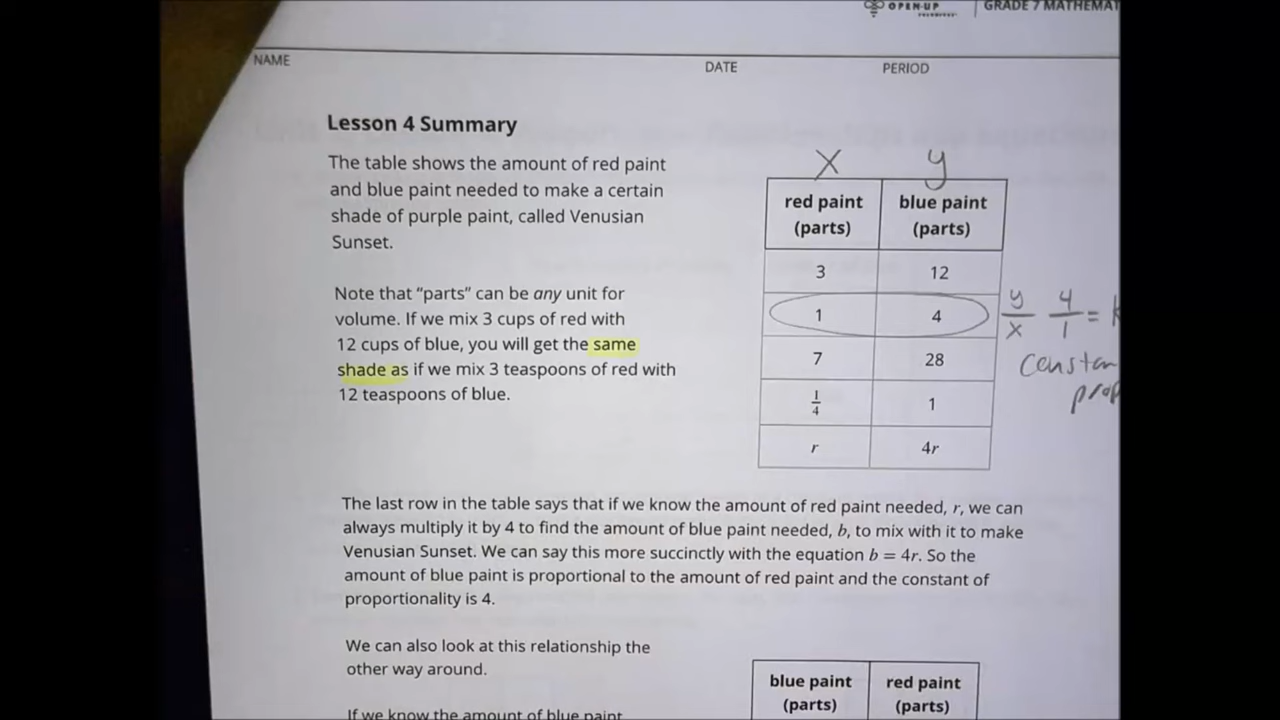 OPEN-UP
GRADE 7 MATHEMAT
NAME
DATE
PERIOD
Lesson 4 Summary
The table shows the amount of red paint
and blue paint needed to make a certain
shade of purple paint, called Venusian
Sunset.
Note that “parts” can be any unit for
volume. If we mix 3 cups of red with
12 cups of blue, you will get the same
shade as if we mix 3 teaspoons of red with
12 teaspoons of blue.
x y
red paint blue paint
(parts) (parts)
3 12
1 4
7 28
1/4 1
r 4r
y/x 4/1 =
Constan
prop
The last row in the table says that if we know the amount of red paint needed, r, we can
always multiply it by 4 to find the amount of blue paint needed, b, to mix with it to make
Venusian Sunset. We can say this more succinctly with the equation b = 4r. So the
amount of blue paint is proportional to the amount of red paint and the constant of
proportionality is 4.
We can also look at this relationship the
other way around.
If we know the amount of blue paint
blue paint red paint
(parts) (parts)